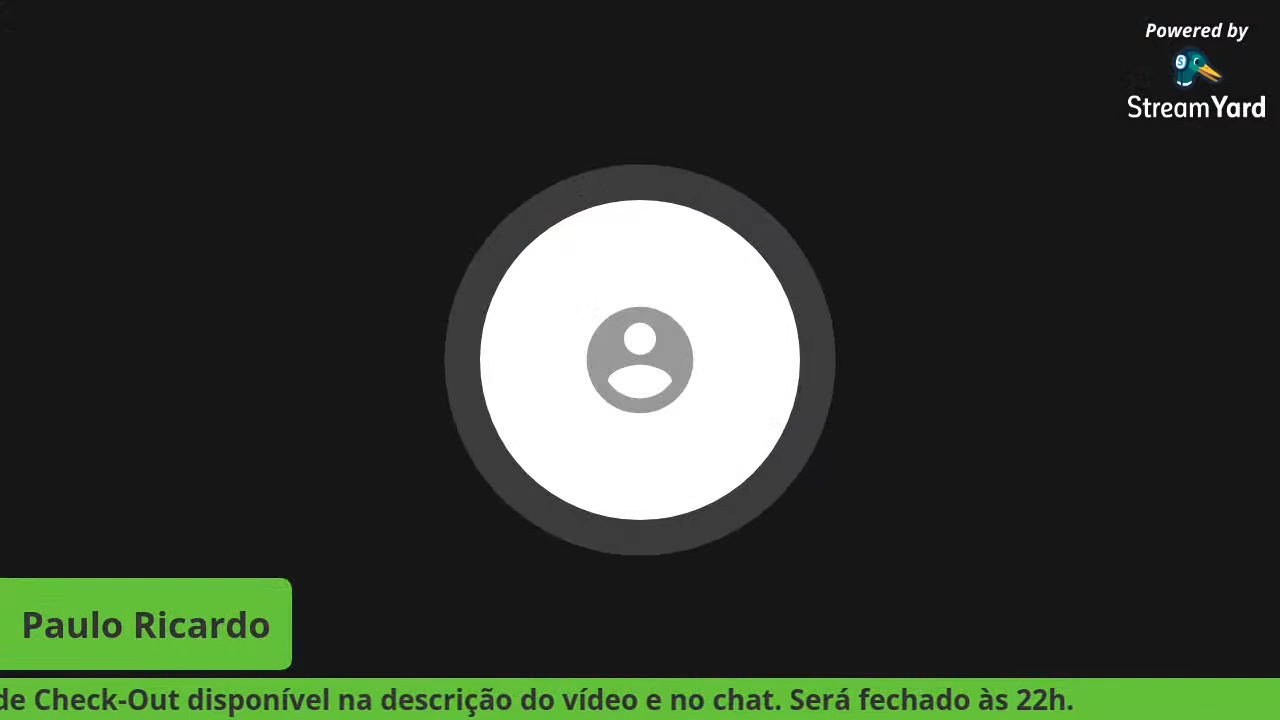 Powered by
StreamYard
Paulo Ricardo
de Check-Out disponível na descrição do vídeo e no chat. Será fechado às 22h.